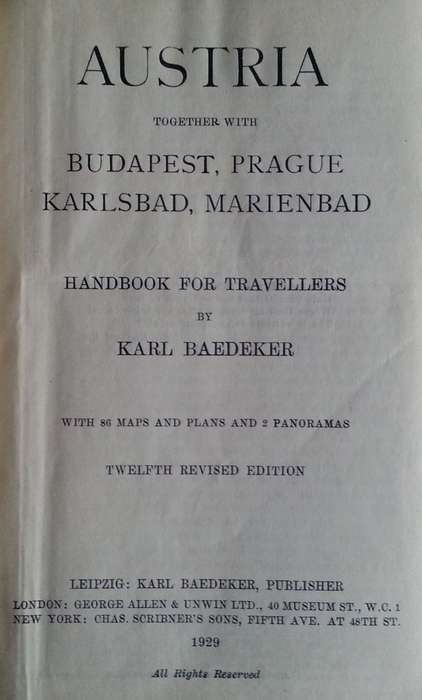 AUSTRIA
TOGETHER WITH
BUDAPEST, PRAGUE
KARLSBAD, MARIENBAD
HANDBOOK FOR TRAVELLERS
BY
KARL BAEDEKER
WITH 86 MAPS AND PLANS AND 2 PANORAMAS
TWELFTH REVISED EDITION
LEIPZIG: KARL BAEDEKER, PUBLISHER
LONDON: GEORGE ALLEN & UNWIN LTD., 40 MUSEUM ST., W.C. 1
NEW YORK: CHAS. SCRIBNER'S SONS, FIFTH AVE. AT 48TH ST.
1929
All Rights Reserved